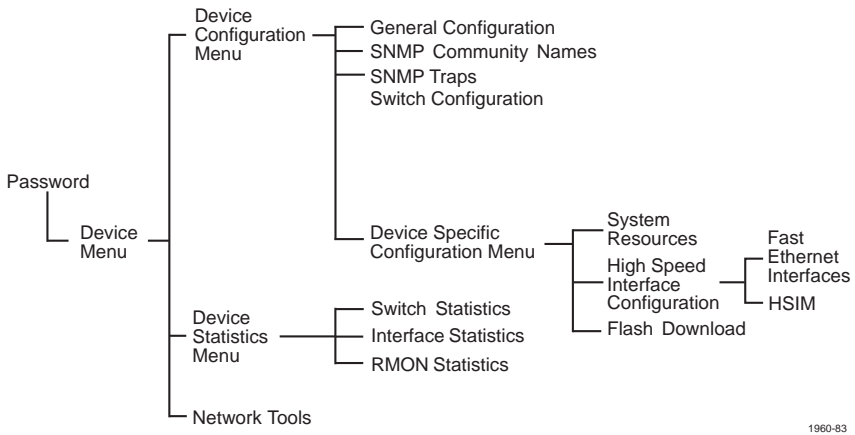 Password
Device
Menu
Device
Configuration
Menu
General Configuration
SNMP Community Names
SNMP Traps
Switch Configuration
Device Specific
Configuration Menu
System
Resources
High Speed
Interface
Configuration
Fast
Ethernet
Interfaces
HSIM
Flash Download
Device
Statistics
Menu
Switch Statistics
Interface Statistics
RMON Statistics
Network Tools
1960-83